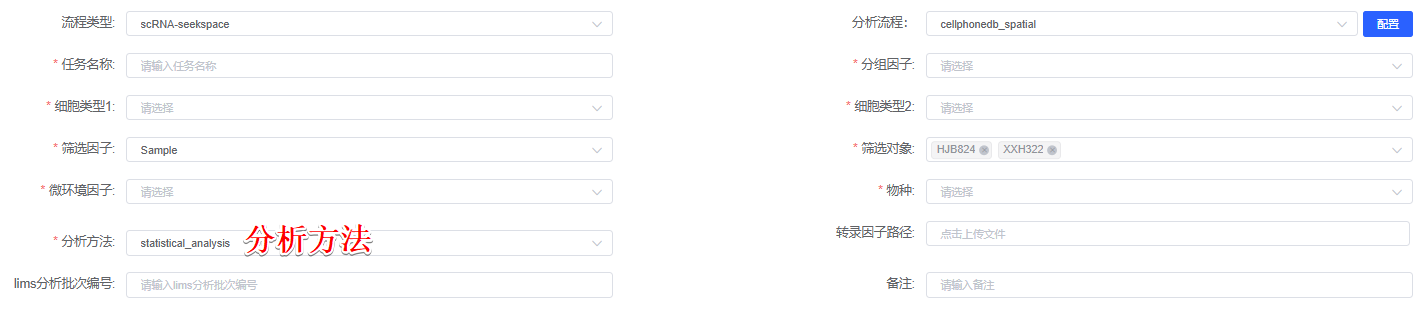 流程类型: scRNA-seekspace 分析流程: cellphonedb_spatial 配置
* 任务名称: 请输入任务名称 * 分组因子: 请选择
* 细胞类型1: 请选择 * 细胞类型2: 请选择
* 筛选因子: Sample * 筛选对象: HJB824 XXH322
* 微环境因子: 请选择 * 物种: 请选择
* 分析方法: statistical_analysis 分析方法 转录因子路径: 点击上传文件
lims分析批次编号: 请输入lims分析批次编号 备注: 请输入备注